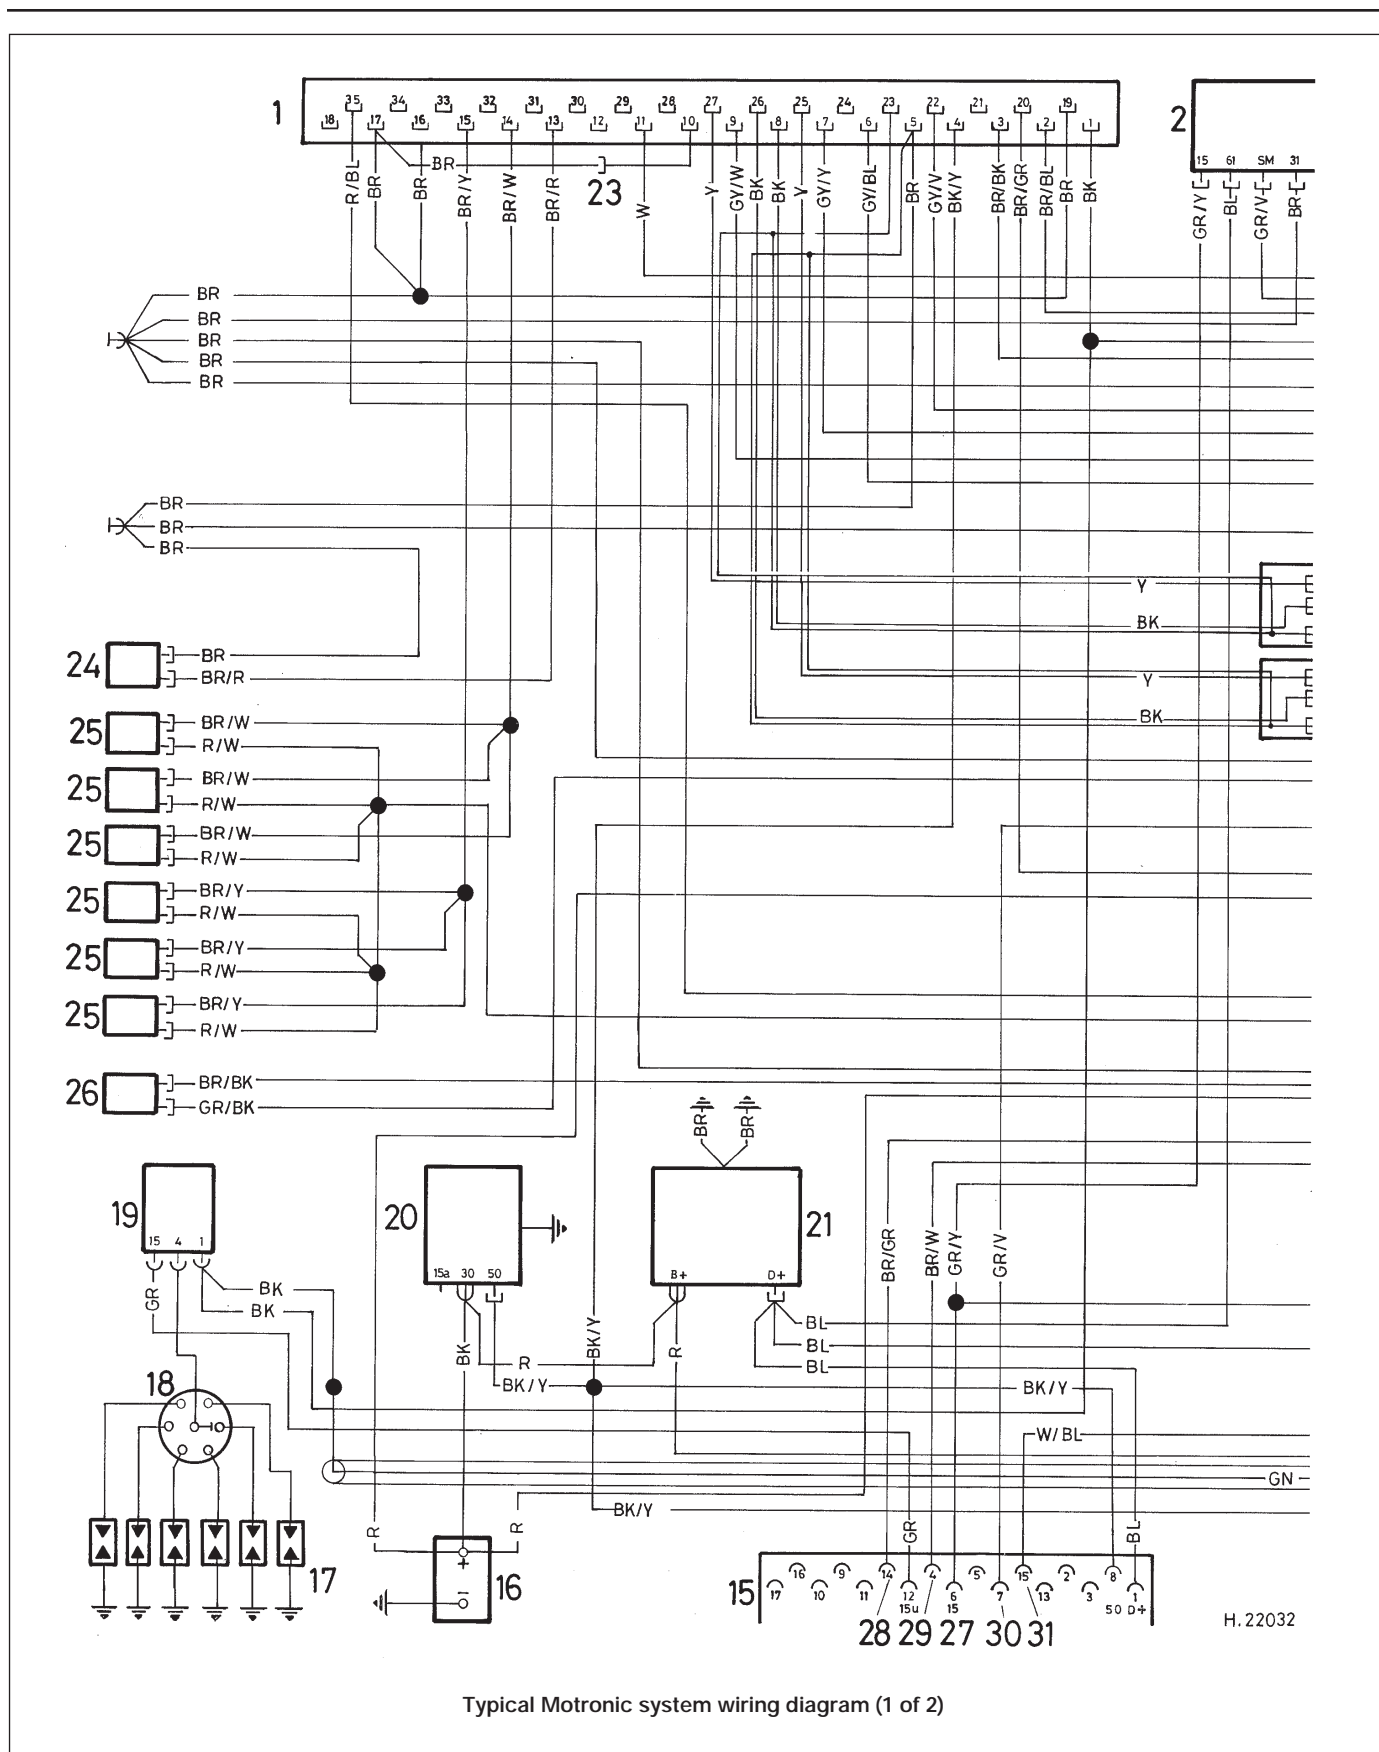 1
35 34 33 32 31 30 29 28 27 26 25 24 23 22 21 20 19
18 17 16 15 14 13 12 11 10 9 8 7 6 5 4 3 2 1
2
15 61 SM 31
BR
23
R/BL BR BR BR/Y BR/W BR/R W Y GY/W BK BK Y GY/Y GY/BL BR GY/V BK/Y BR/BK BR/GR BR/BL BR BK GR/Y BL GR/V BR
BR
BR
BR
BR
BR
BR
BR
BR
Y
BK
24 BR
BR/R
Y
BK
25 BR/W
R/W
25 BR/W
R/W
25 BR/W
R/W
25 BR/Y
R/W
25 BR/Y
R/W
25 BR/Y
R/W
26 BR/BK
GR/BK
BR BR
19
15 4 1
20
15a 30 50
21
B+ D+
BR/GR BR/W GR/Y GR/V
GR
BK
BK
BK
R
BK/Y
BK/Y
R
BL
BL
BL
BK/Y
18
W/BL
GN
BK/Y
R
R
GR
BL
17
+
16
−
15
17 16 10 9 11 14 12 4 6 5 7 15 13 2 3 8 1
15u 15 50 D+
28 29 27 30 31
H.22032
Typical Motronic system wiring diagram (1 of 2)